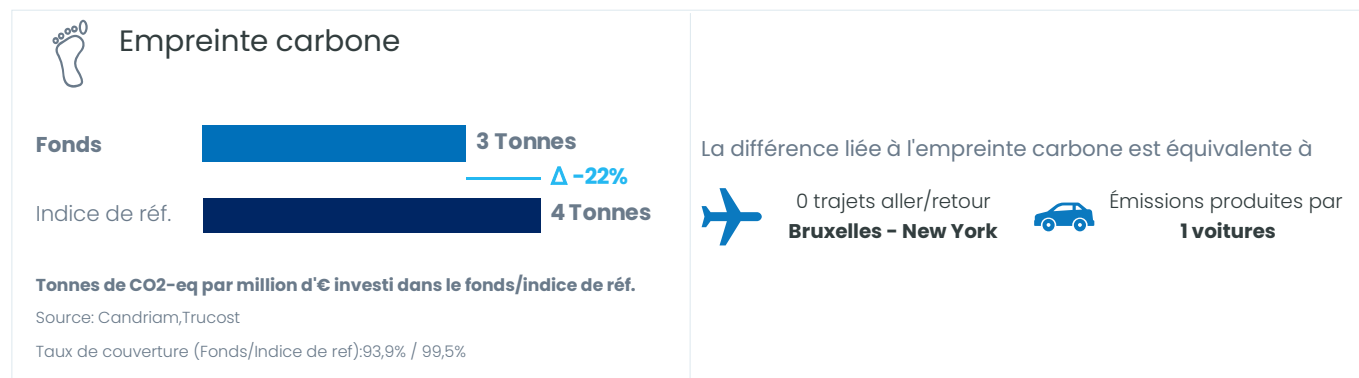 Empreinte carbone
Fonds
3 Tonnes
Δ -22%
Indice de réf.
4 Tonnes
Tonnes de CO2-eq par million d'€ investi dans le fonds/indice de réf.
Source: Candriam,Trucost
Taux de couverture (Fonds/Indice de ref):93,9% / 99,5%
La différence liée à l'empreinte carbone est équivalente à
0 trajets aller/retour
Bruxelles - New York
Émissions produites par
1 voitures